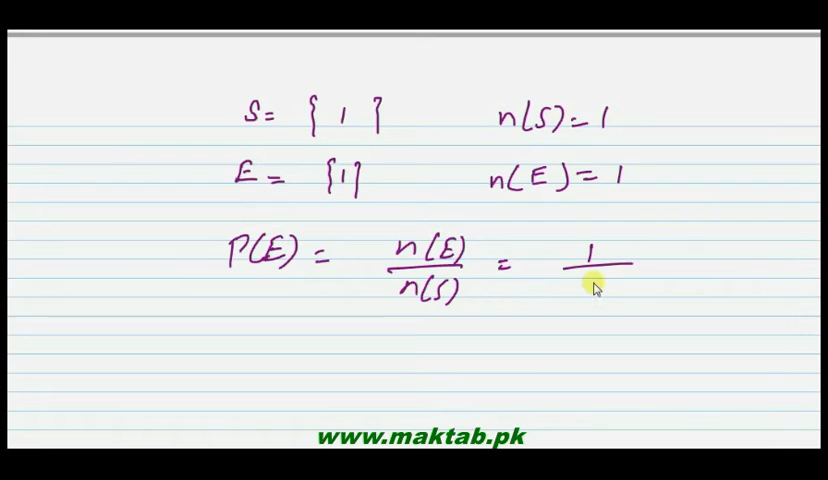 S = { 1 } n(S) = 1
E = {1} n(E) = 1
P(E) = n(E)/n(S) = 1/
www.maktab.pk